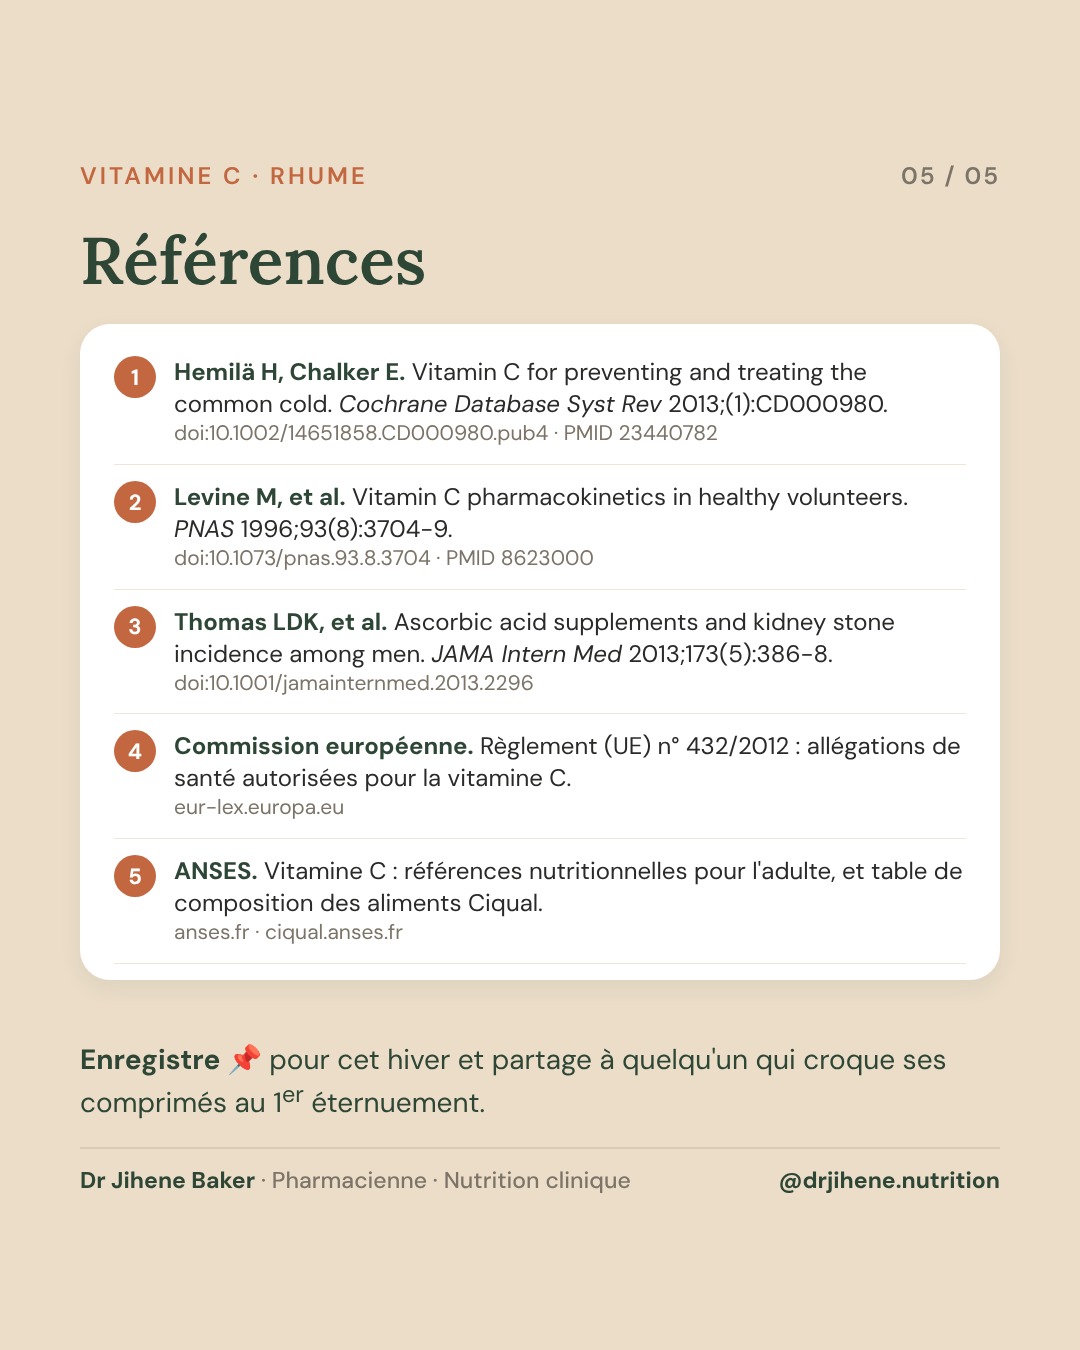 VITAMINE C · RHUME
05 / 05
Références
1
Hemilä H, Chalker E. Vitamin C for preventing and treating the
common cold. Cochrane Database Syst Rev 2013;(1):CD000980.
doi:10.1002/14651858.CD000980.pub4 · PMID 23440782
2
Levine M, et al. Vitamin C pharmacokinetics in healthy volunteers.
PNAS 1996;93(8):3704-9.
doi:10.1073/pnas.93.8.3704 · PMID 8623000
3
Thomas LDK, et al. Ascorbic acid supplements and kidney stone
incidence among men. JAMA Intern Med 2013;173(5):386-8.
doi:10.1001/jamainternmed.2013.2296
4
Commission européenne. Règlement (UE) n° 432/2012 : allégations de
santé autorisées pour la vitamine C.
eur-lex.europa.eu
5
ANSES. Vitamine C : références nutritionnelles pour l'adulte, et table de
composition des aliments Ciqual.
anses.fr · ciqual.anses.fr
Enregistre 📌 pour cet hiver et partage à quelqu'un qui croque ses
comprimés au 1er éternuement.
Dr Jihene Baker · Pharmacienne · Nutrition clinique
@drjihene.nutrition